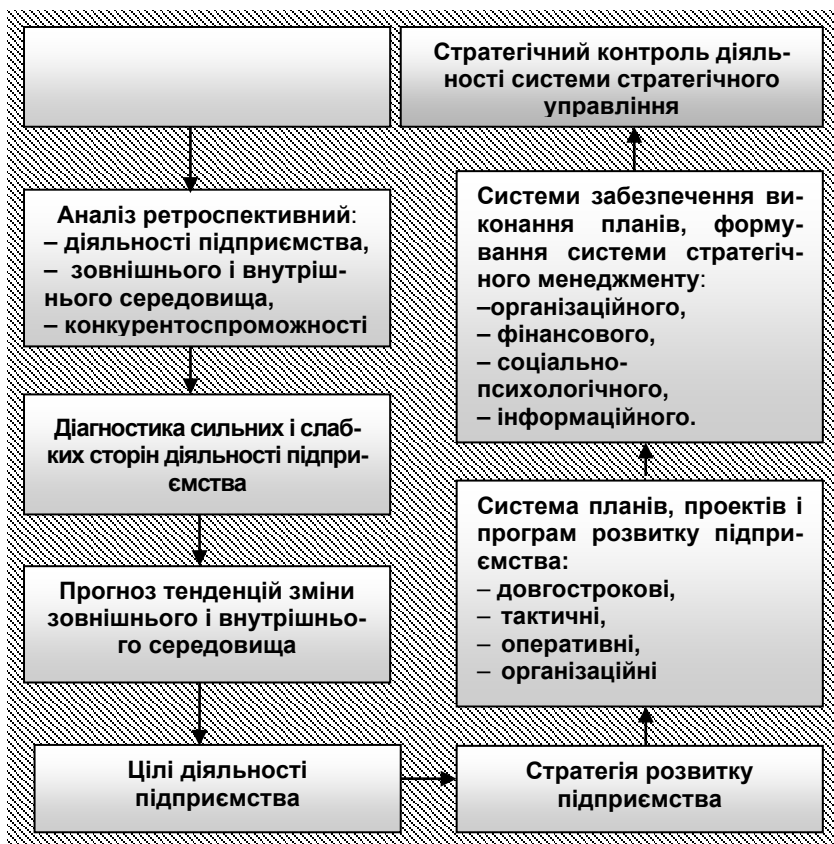 Аналіз ретроспективний:
– діяльності підприємства,
– зовнішнього і внутріш-
нього середовища,
– конкурентоспроможності
Діагностика сильних і слаб-
ких сторін діяльності підпри-
ємства
Прогноз тенденцій зміни
зовнішнього і внутрішньо-
го середовища
Цілі діяльності
підприємства
Стратегія розвитку
підприємства
Система планів, проектів і
програм розвитку підпри-
ємства:
– довгострокові,
– тактичні,
– оперативні,
– організаційні
Системи забезпечення ви-
конання планів, форму-
вання системи стратегіч-
ного менеджменту:
–організаційного,
– фінансового,
– соціально-
психологічного,
– інформаційного.
Стратегічний контроль діяль-
ності системи стратегічного
управління